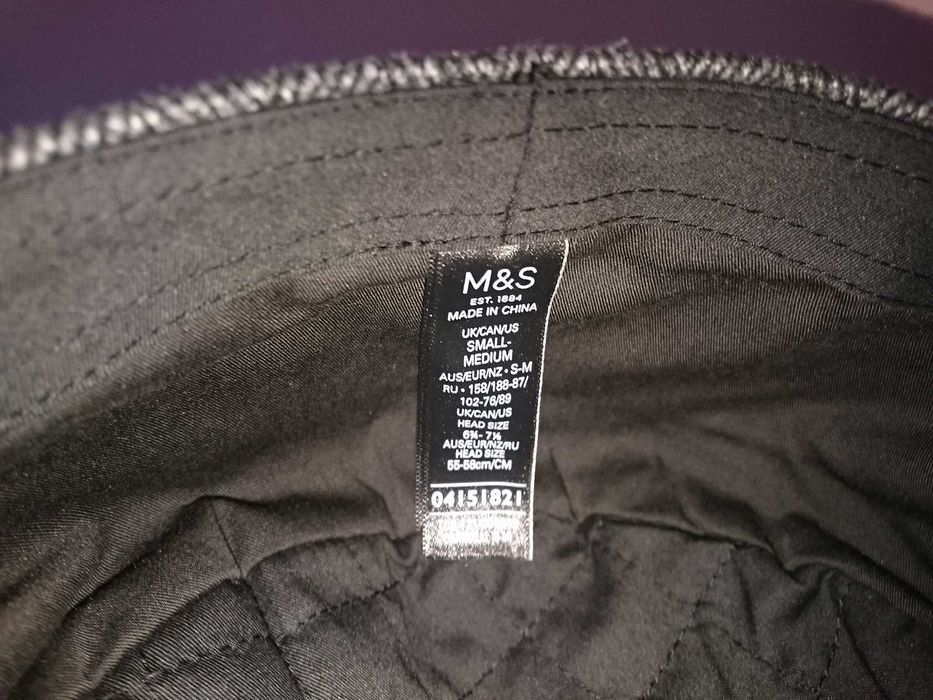 M&S
EST. 1884
MADE IN CHINA
UK/CAN/US
SMALL-
MEDIUM
AUS/EUR/NZ • S-M
RU • 158/188-87/
102-76/89
UK/CAN/US
HEAD SIZE
6¾- 7⅛
AUS/EUR/NZ/RU
HEAD SIZE
55-58cm/CM
04151821